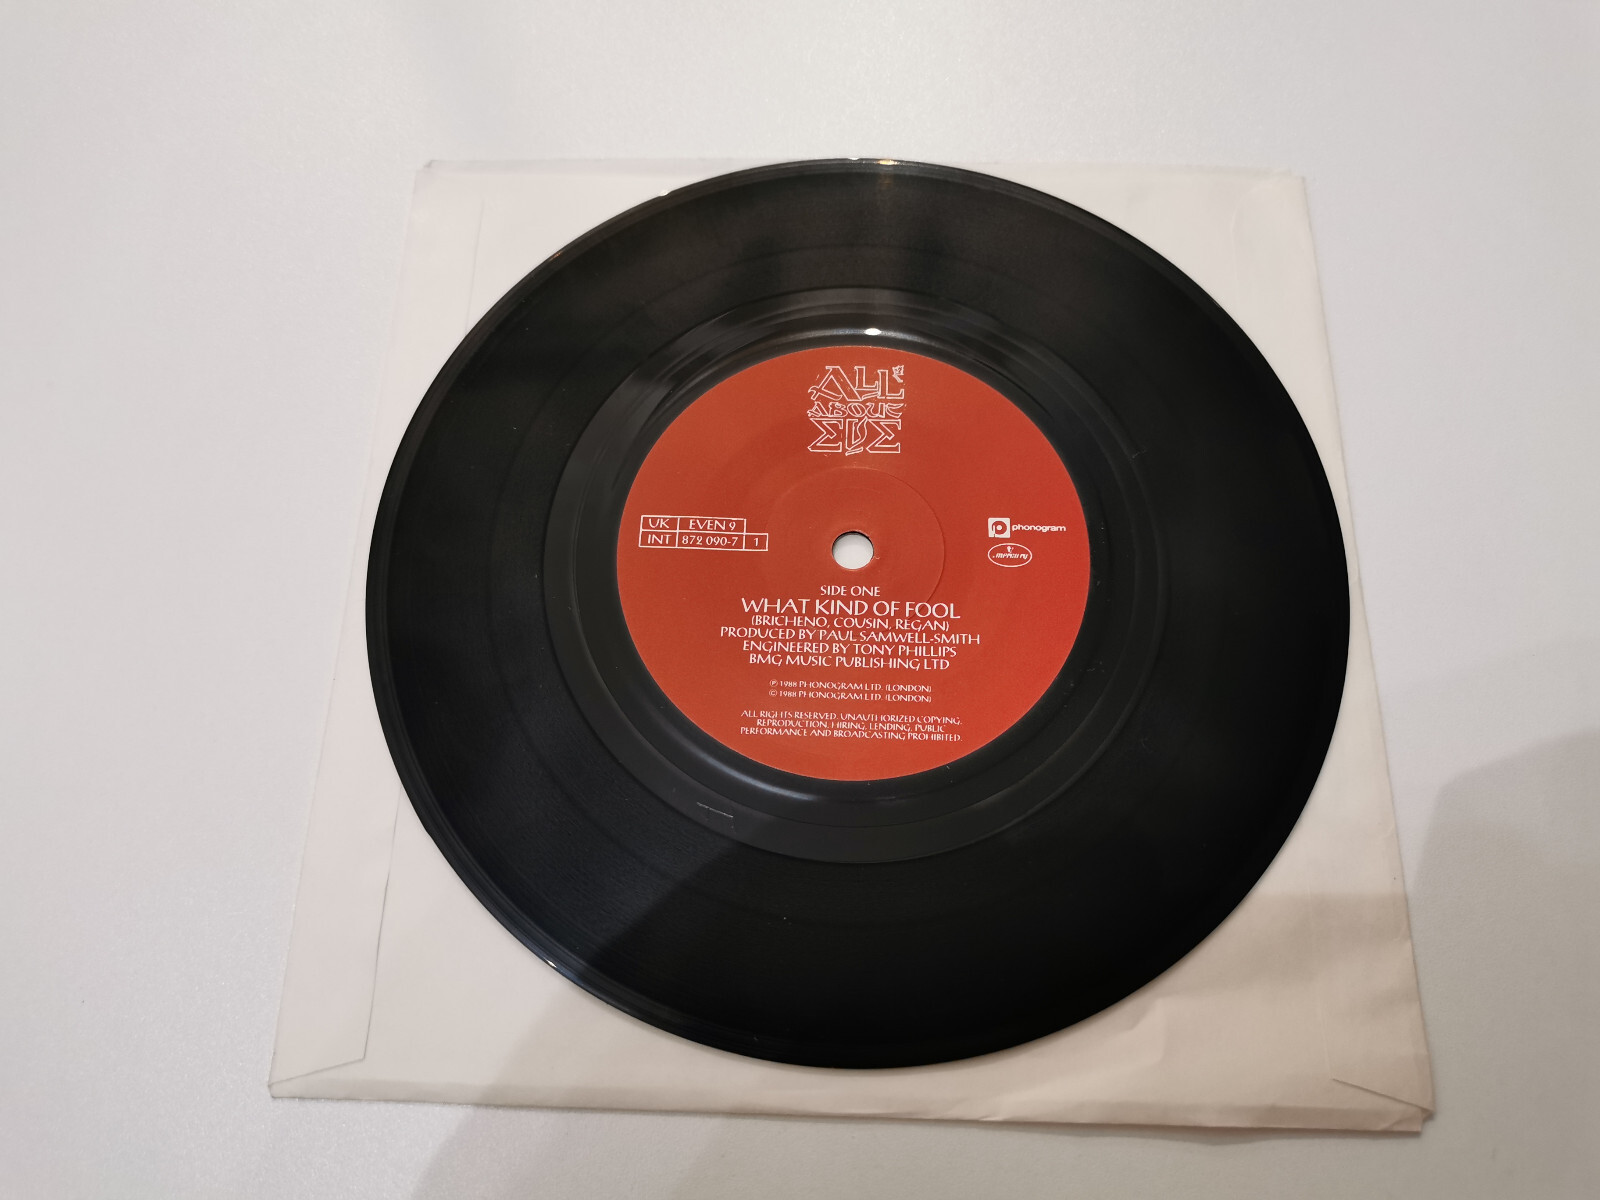 ALL
ABOUT
EVE
UK EVEN 9
INT 872 090-7 1
phonogram
mercury
SIDE ONE
WHAT KIND OF FOOL
(BRICHENO, COUSIN, REGAN)
PRODUCED BY PAUL SAMWELL-SMITH
ENGINEERED BY TONY PHILLIPS
BMG MUSIC PUBLISHING LTD
℗ 1988 PHONOGRAM LTD. (LONDON)
© 1988 PHONOGRAM LTD. (LONDON)
ALL RIGHTS RESERVED. UNAUTHORIZED COPYING,
REPRODUCTION, HIRING, LENDING, PUBLIC
PERFORMANCE AND BROADCASTING PROHIBITED.